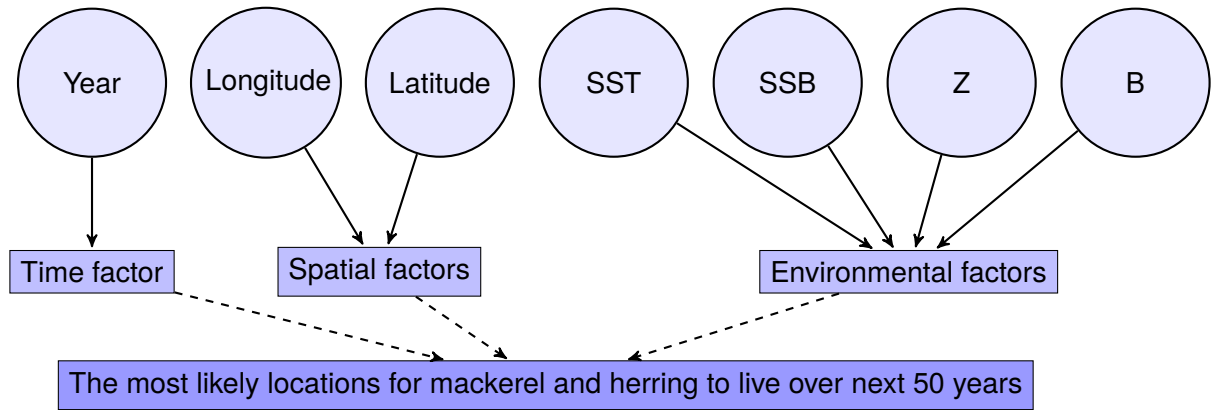 Year
Longitude
Latitude
SST
SSB
Z
B
Time factor
Spatial factors
Environmental factors
The most likely locations for mackerel and herring to live over next 50 years